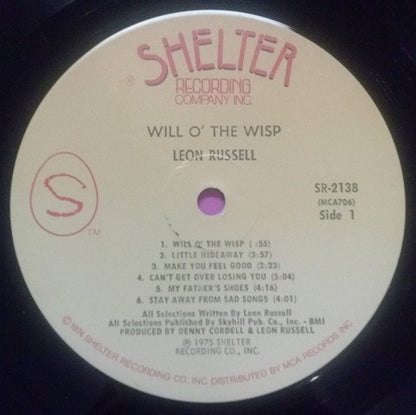 SHELTER
®
RECORDING
COMPANY INC.
WILL O' THE WISP
LEON RUSSELL
SR-2138
(MCA706)
Side 1
S
TM
1. WILL O' THE WISP ( :55)
2. LITTLE HIDEAWAY (3:57)
3. MAKE YOU FEEL GOOD (2:23)
4. CAN'T GET OVER LOSING YOU (5:04)
5. MY FATHER'S SHOES (4:16)
6. STAY AWAY FROM SAD SONGS (4:01)
All Selections Written By Leon Russell
All Selections Published By Skyhill Pub. Co., Inc. - BMI
PRODUCED BY DENNY CORDELL & LEON RUSSELL
℗ 1975 SHELTER
RECORDING CO., INC.
© 1974 SHELTER RECORDING CO. INC. DISTRIBUTED BY MCA RECORDS INC.